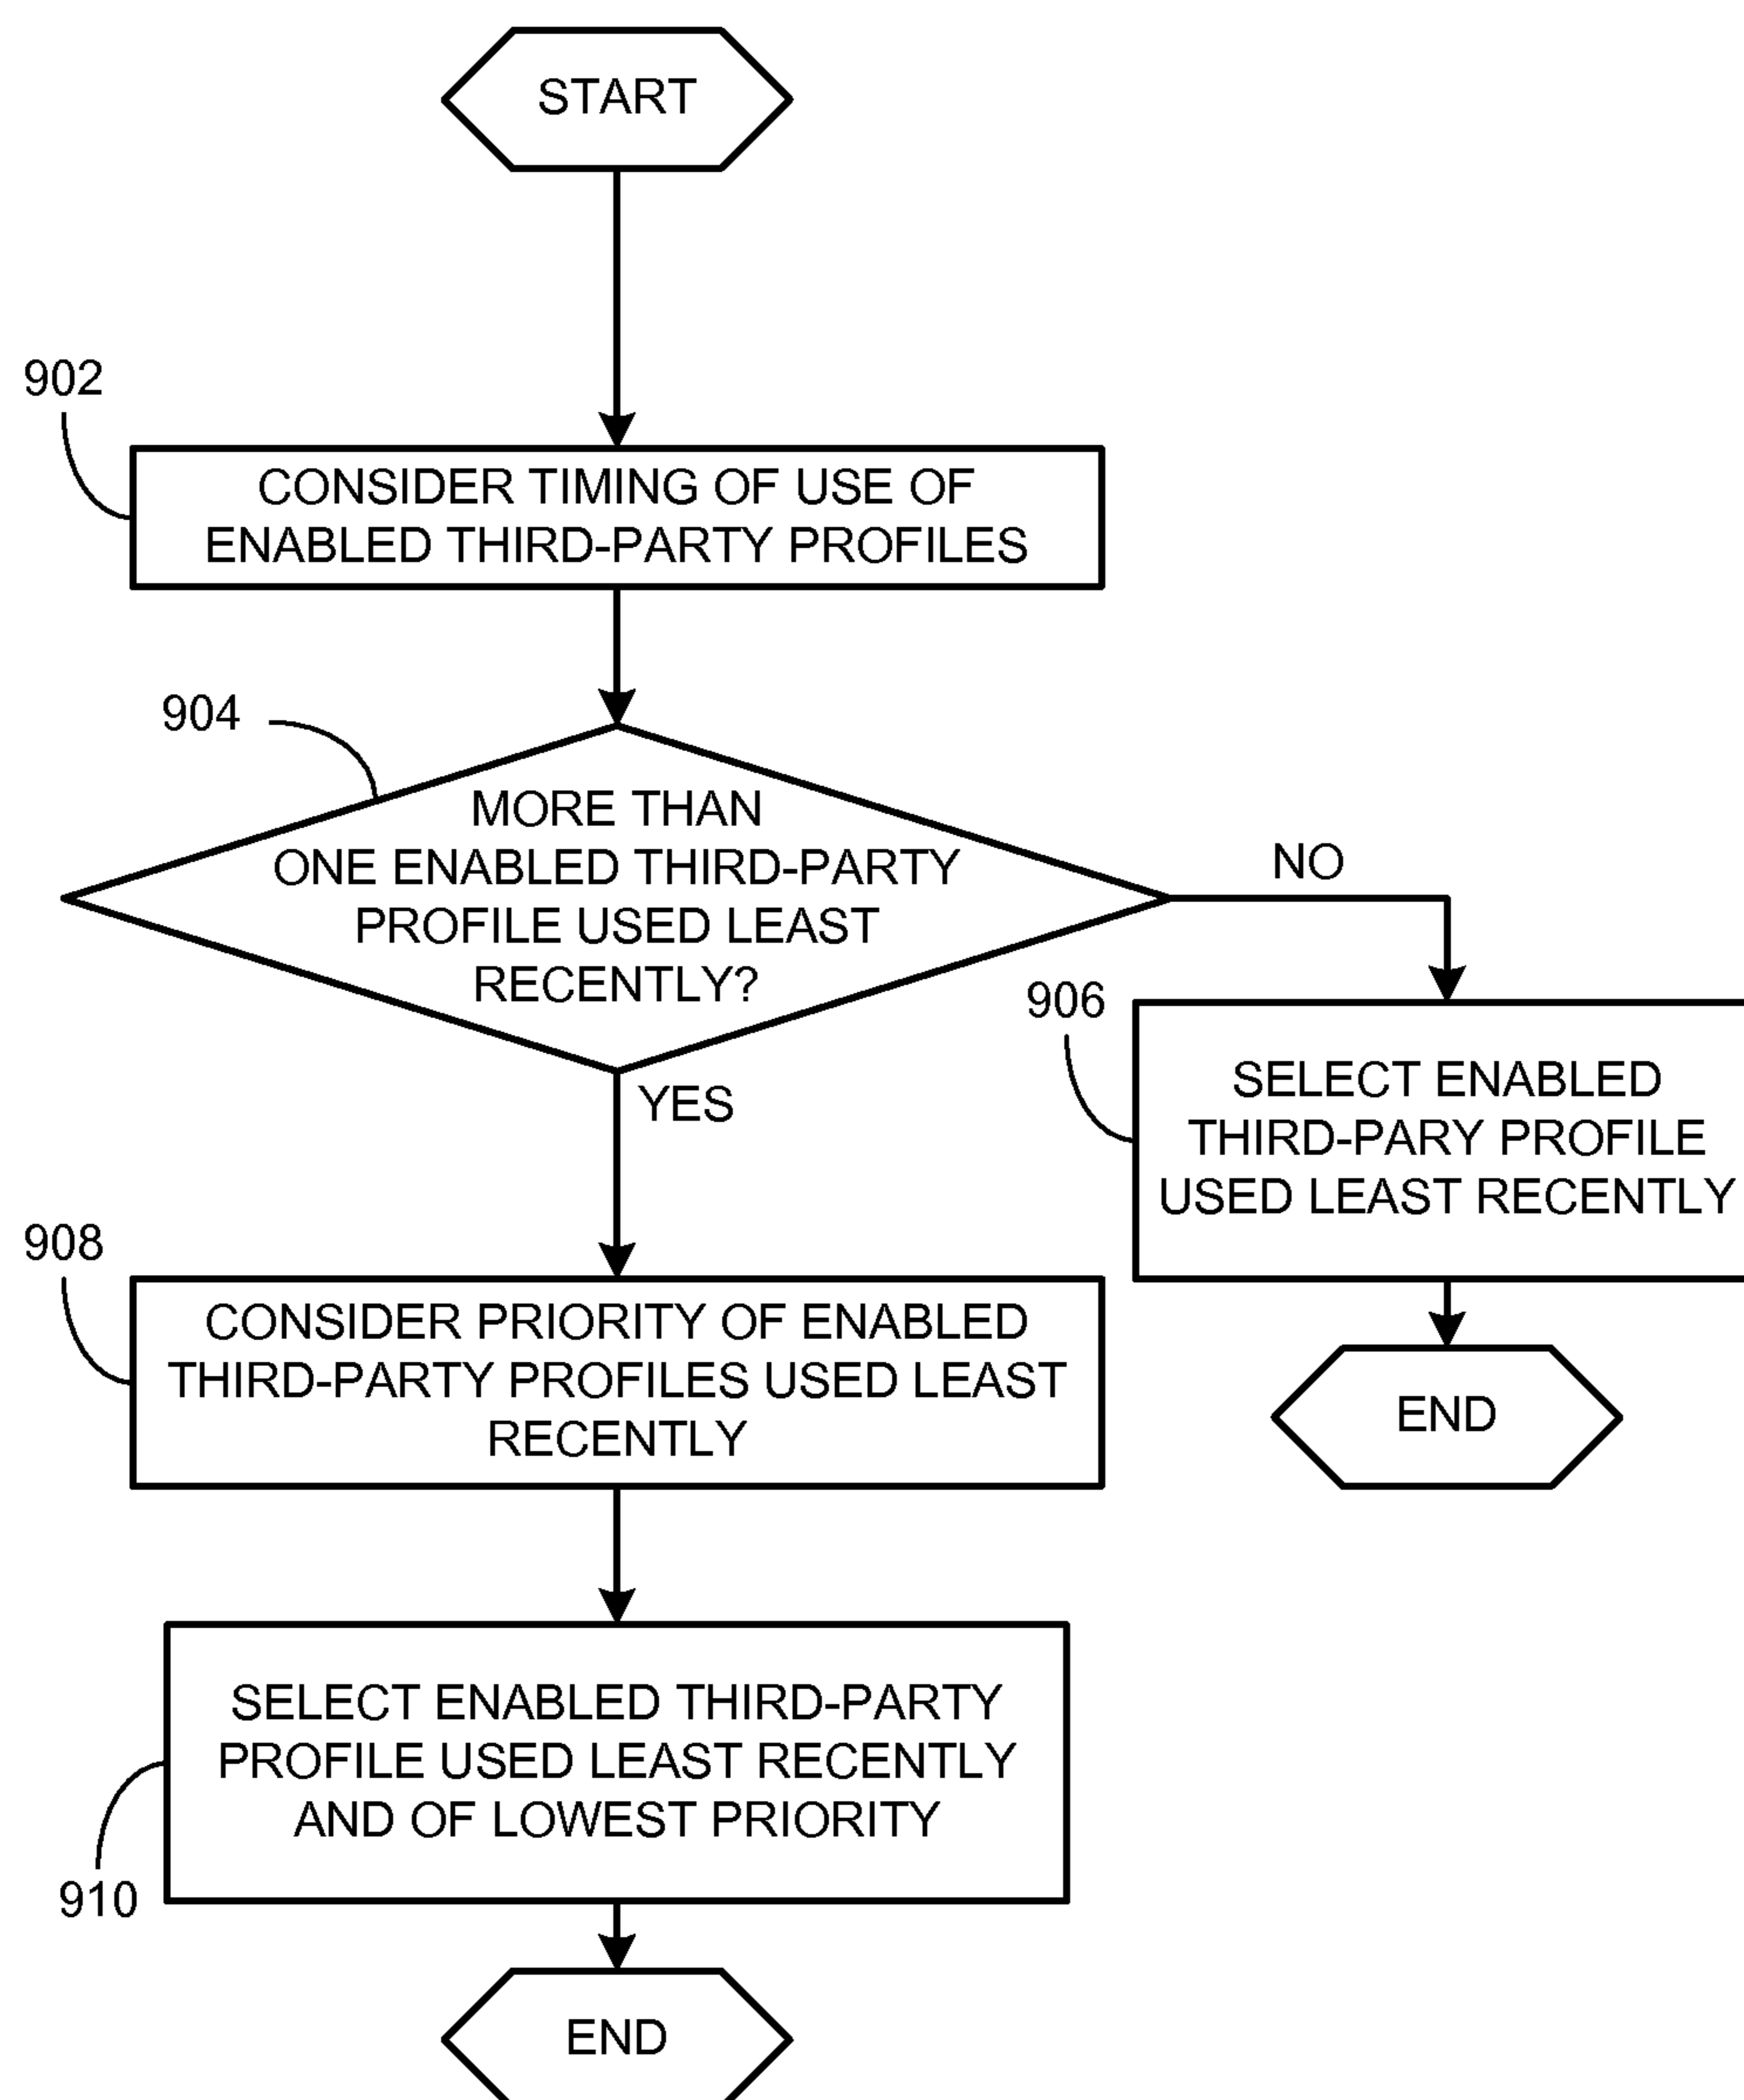 START
902
CONSIDER TIMING OF USE OF
ENABLED THIRD-PARTY PROFILES
904
MORE THAN
ONE ENABLED THIRD-PARTY
PROFILE USED LEAST
RECENTLY?
NO
906
SELECT ENABLED
THIRD-PARY PROFILE
USED LEAST RECENTLY
END
YES
908
CONSIDER PRIORITY OF ENABLED
THIRD-PARTY PROFILES USED LEAST
RECENTLY
SELECT ENABLED THIRD-PARTY
PROFILE USED LEAST RECENTLY
AND OF LOWEST PRIORITY
910
END